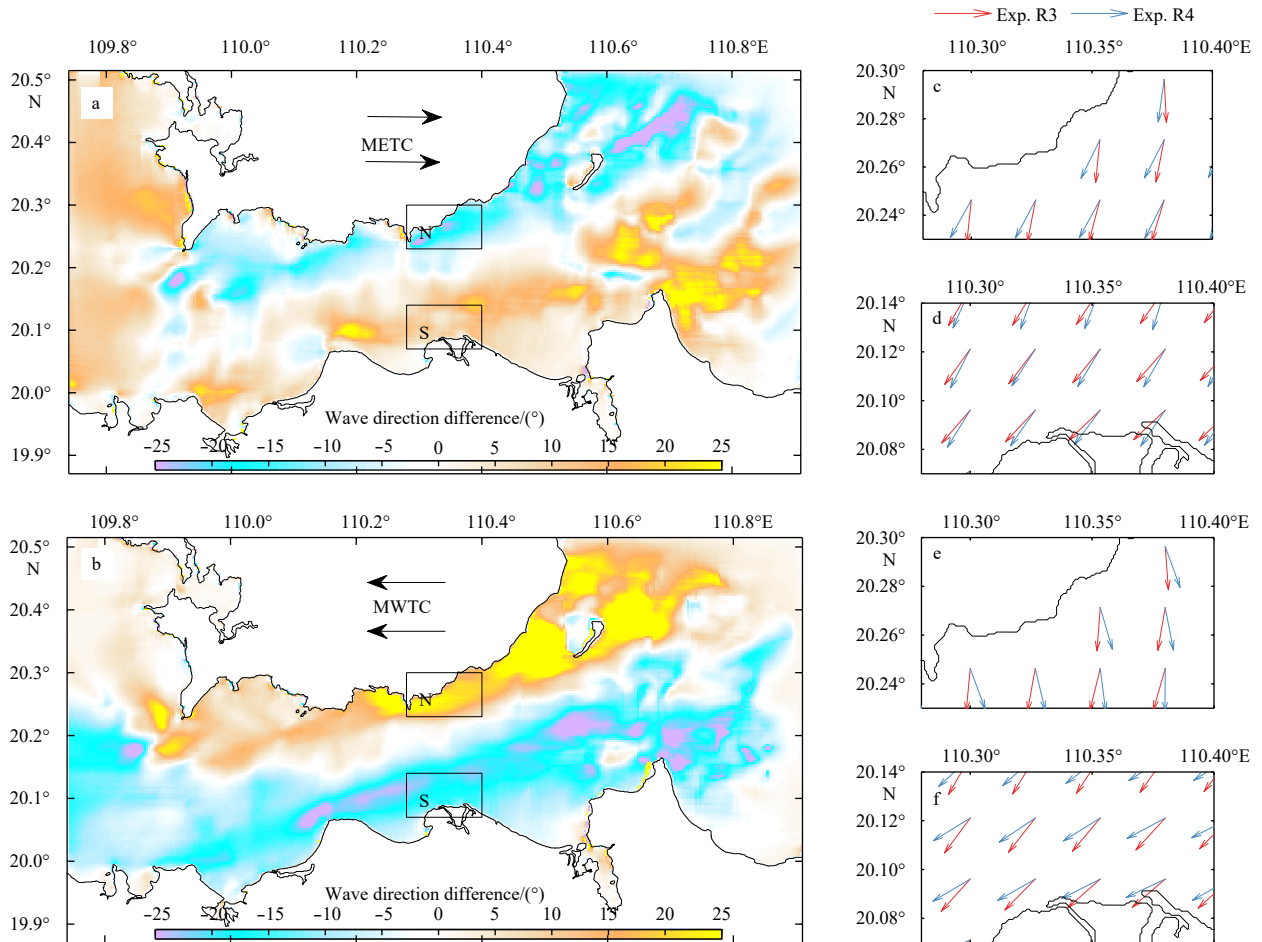 Exp. R3 Exp. R4
109.8° 110.0° 110.2° 110.4° 110.6° 110.8°E
20.5°
N
20.4°
20.3°
20.2°
20.1°
20.0°
19.9°
a
METC
N
S
Wave direction difference/(°)
−25 −20 −15 −10 −5 0 5 10 15 20 25
109.8° 110.0° 110.2° 110.4° 110.6° 110.8°E
20.5°
N
20.4°
20.3°
20.2°
20.1°
20.0°
19.9°
b
MWTC
N
S
Wave direction difference/(°)
−25 −20 −15 −10 −5 0 5 10 15 20 25
110.30° 110.35° 110.40°E
20.30°
N
20.28°
20.26°
20.24°
c
110.30° 110.35° 110.40°E
20.14°
N
20.12°
20.10°
20.08°
d
110.30° 110.35° 110.40°E
20.30°
N
20.28°
20.26°
20.24°
e
110.30° 110.35° 110.40°E
20.14°
N
20.12°
20.10°
20.08°
f